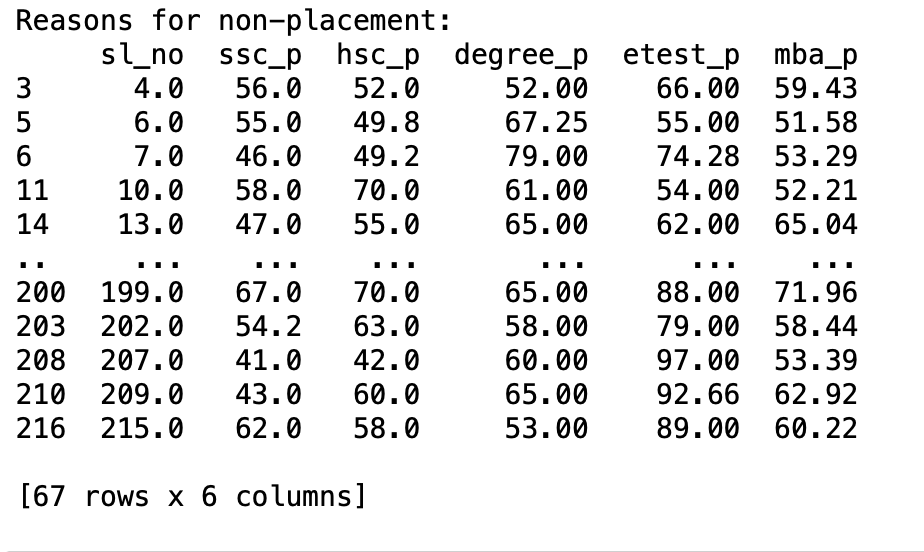 Reasons for non-placement:
sl_no ssc_p hsc_p degree_p etest_p mba_p
3 4.0 56.0 52.0 52.00 66.00 59.43
5 6.0 55.0 49.8 67.25 55.00 51.58
6 7.0 46.0 49.2 79.00 74.28 53.29
11 10.0 58.0 70.0 61.00 54.00 52.21
14 13.0 47.0 55.0 65.00 62.00 65.04
.. ... ... ... ... ... ...
200 199.0 67.0 70.0 65.00 88.00 71.96
203 202.0 54.2 63.0 58.00 79.00 58.44
208 207.0 41.0 42.0 60.00 97.00 53.39
210 209.0 43.0 60.0 65.00 92.66 62.92
216 215.0 62.0 58.0 53.00 89.00 60.22
[67 rows x 6 columns]